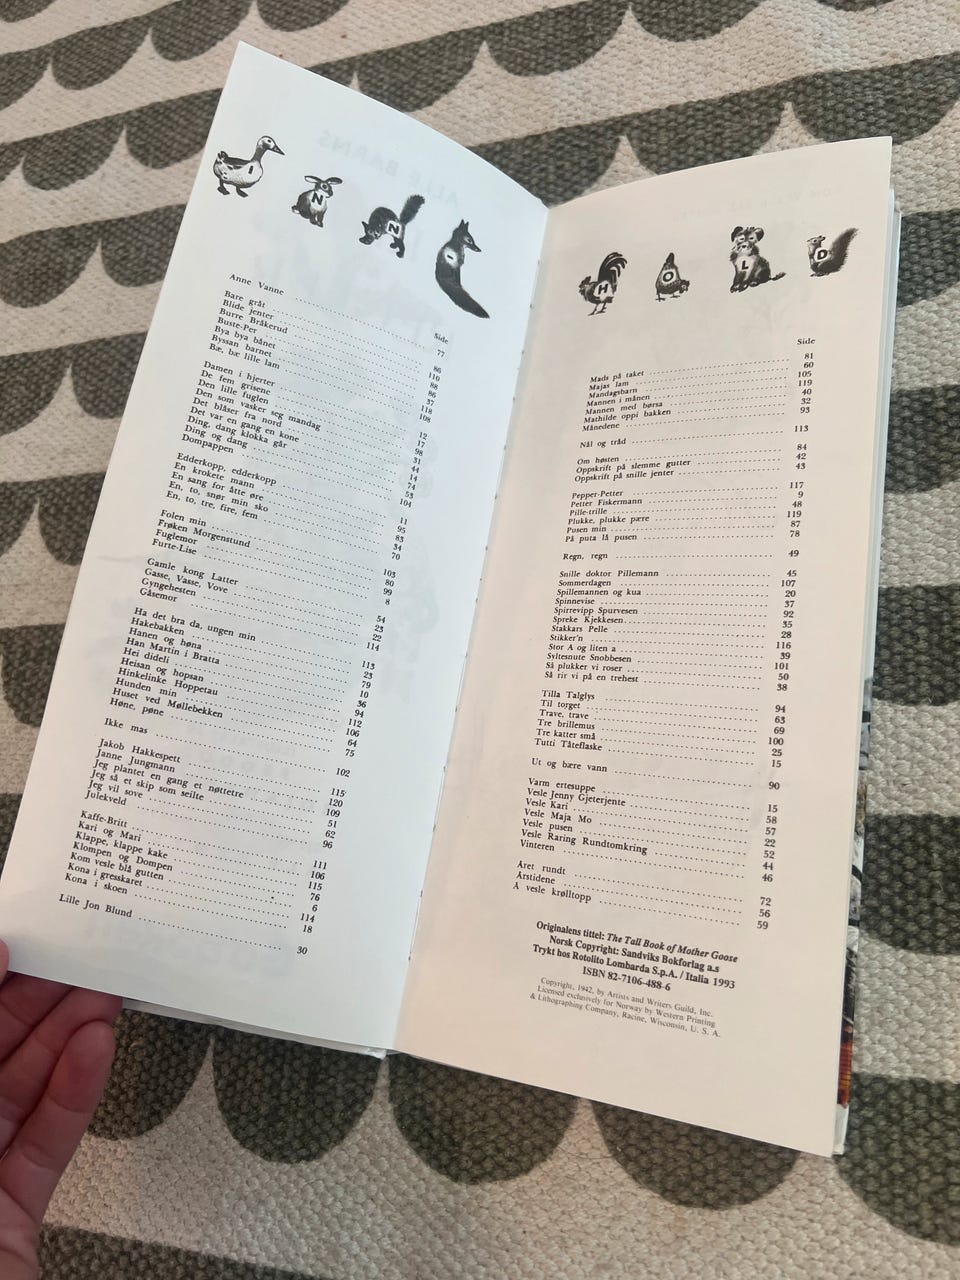 I N N -
Side
Anne Vanne 77
Bare gråt 86
Blide jenter 110
Burre Bråkerud 88
Buste-Per 86
Bya bya bånet 37
Byssan barnet 118
Bæ, bæ lille lam 108
Damen i hjerter 12
De fem grisene 17
Den lille fuglen 98
Den som vasker seg mandag 31
Det blåser fra nord 44
Det var en gang en kone 14
Ding, dang klokka går 74
Ding og dang 53
Dompappen 104
Edderkopp, edderkopp 11
En krokete mann 95
En sang for åtte øre 83
En, to, snør min sko 34
En, to, tre, fire, fem 70
Folen min 103
Frøken Morgenstund 80
Fuglemor 99
Furte-Lise 8
Gamle kong Latter 54
Gasse, Vasse, Vove 23
Gyngehesten 22
Gåsemor 114
Ha det bra da, ungen min 113
Hakebakken 23
Hanen og høna 79
Han Martin i Bratta 10
Hei dideli 36
Heisan og hopsan 94
Hinkelinke Hoppetau 112
Hunden min 106
Huset ved Møllebekken 64
Høne, pøne 75
Ikke mas 102
Jakob Hakkespett 115
Janne Jungmann 120
Jeg plantet en gang et nøttetre 109
Jeg så et skip som seilte 51
Jeg vil sove 62
Julekveld 96
Kaffe-Britt 111
Kari og Mari 106
Klappe, klappe kake 115
Klompen og Dompen 76
Kom vesle blå gutten 6
Kona i gresskaret 114
Kona i skoen 18
Lille Jon Blund 30
H O L D
Side
Mads på taket 81
Majas lam 60
Mandagsbarn 105
Mannen i månen 119
Mannen med børsa 40
Mathilde oppi bakken 32
Månedene 93
Nål og tråd 113
Om høsten 84
Oppskrift på slemme gutter 42
Oppskrift på snille jenter 43
Pepper-Petter 117
Petter Fiskermann 9
Pille-trille 48
Plukke, plukke pære 119
Pusen min 87
På puta lå pusen 78
Regn, regn 49
Snille doktor Pillemann 45
Sommerdagen 107
Spillemannen og kua 20
Spinnevise 37
Spirrevipp Spurvesen 92
Spreke Kjekkesen 35
Stakkars Pelle 28
Stikker'n 116
Stor A og liten a 39
Syltesnute Snobbesen 101
Så plukker vi roser 50
Så rir vi på en trehest 38
Tilla Talglys 94
Til torget 63
Trave, trave 69
Tre brillemus 100
Tre katter små 25
Tutti Tåteflaske 15
Ut og bære vann 90
Varm ertesuppe 15
Vesle Jenny Gjeterjente 58
Vesle Kari 57
Vesle Maja Mo 22
Vesle pusen 52
Vesle Raring Rundtomkring 44
Vinteren 46
Året rundt 72
Årstidene 56
Å vesle krølltopp 59
Originalens tittel: The Tall Book of Mother Goose
Norsk Copyright: Sandviks Bokforlag a.s
Trykt hos Rotolito Lombarda S.p.A. / Italia 1993
ISBN 82-7106-488-6
Copyright, 1942, by Artists and Writers Guild, Inc.
Licensed exclusively for Norway by Western Printing
& Lithographing Company, Racine, Wisconsin, U. S. A.